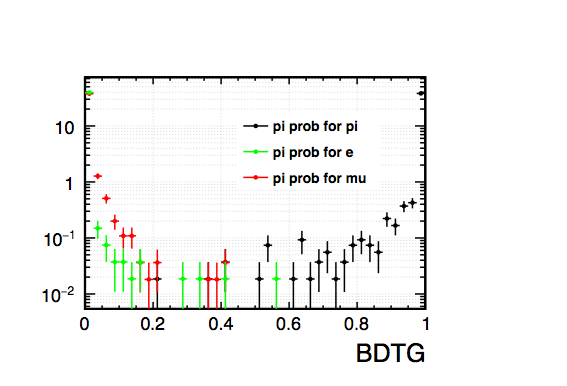 10
pi prob for pi
pi prob for e
1
pi prob for mu
10⁻¹
10⁻²
0 0.2 0.4 0.6 0.8 1
BDTG